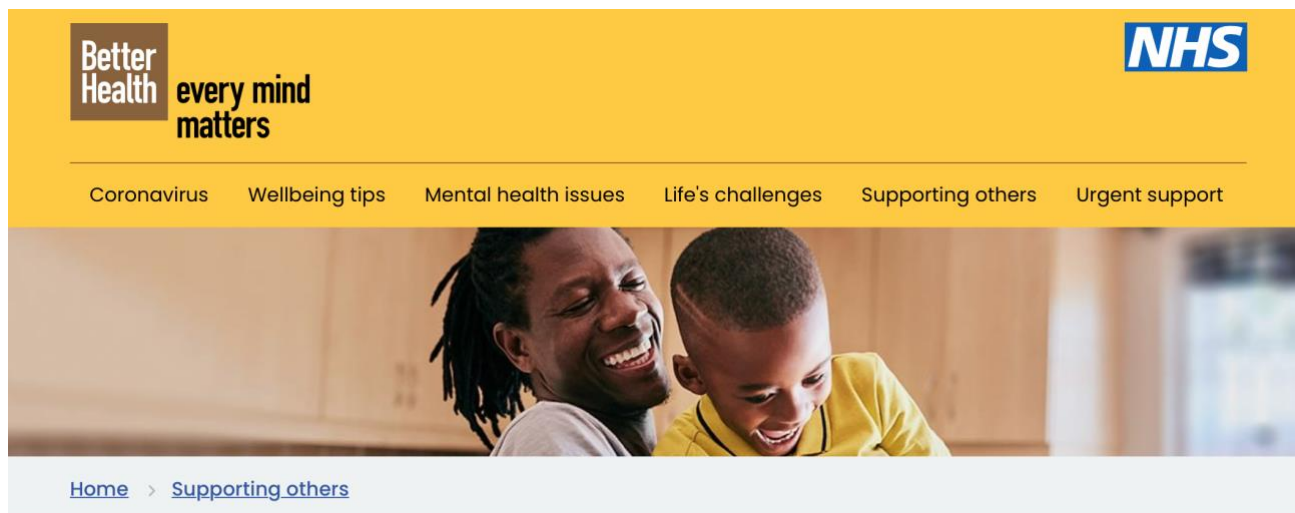 Better
Health
every mind
matters
NHS
Coronavirus Wellbeing tips Mental health issues Life's challenges Supporting others Urgent support
Home > Supporting others